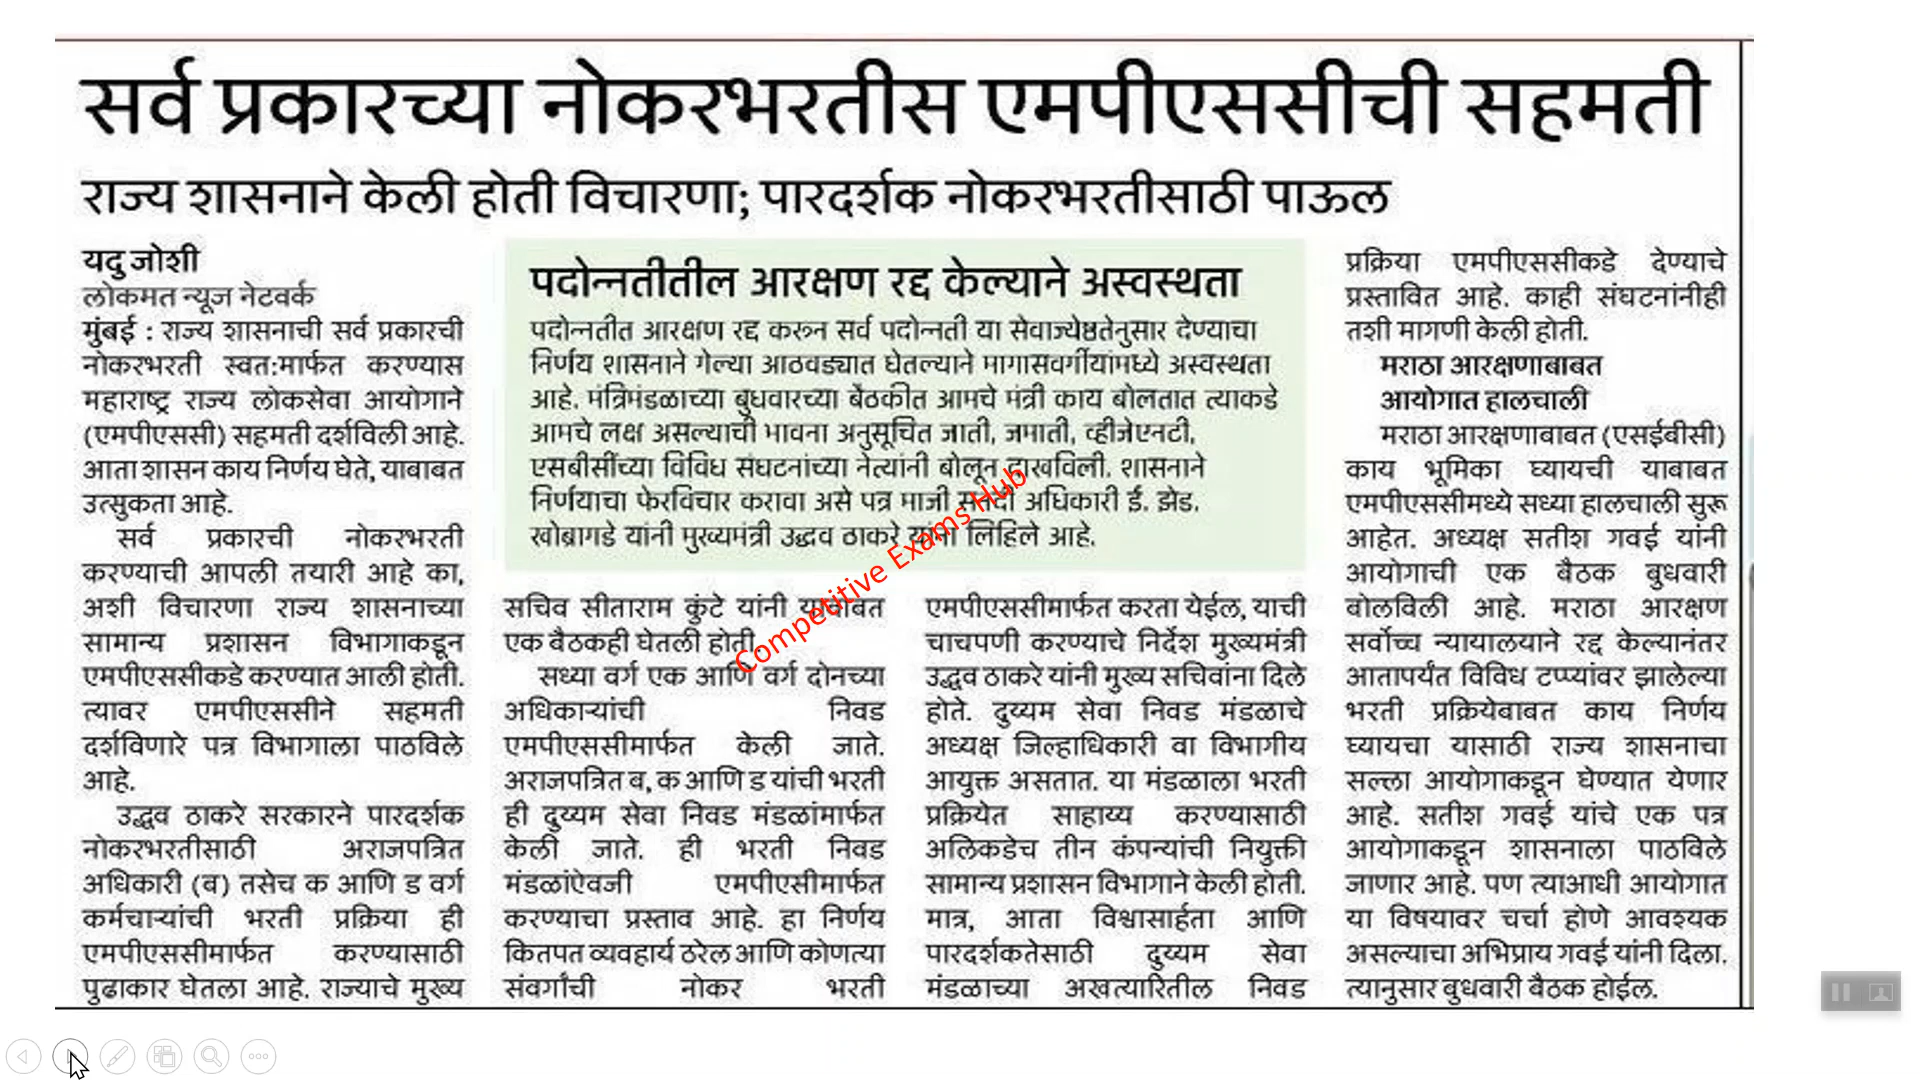 सर्व प्रकारच्या नोकरभरतीस एमपीएससीची सहमती
राज्य शासनाने केली होती विचारणा; पारदर्शक नोकरभरतीसाठी पाऊल
यदु जोशी
लोकमत न्यूज नेटवर्क
मुंबई : राज्य शासनाची सर्व प्रकारची
नोकरभरती स्वत:मार्फत करण्यास
महाराष्ट्र राज्य लोकसेवा आयोगाने
(एमपीएससी) सहमती दर्शविली आहे.
आता शासन काय निर्णय घेते, याबाबत
उत्सुकता आहे.
सर्व प्रकारची नोकरभरती
करण्याची आपली तयारी आहे का,
अशी विचारणा राज्य शासनाच्या
सामान्य प्रशासन विभागाकडून
एमपीएससीकडे करण्यात आली होती.
त्यावर एमपीएससीने सहमती
दर्शविणारे पत्र विभागाला पाठविले
आहे.
उद्धव ठाकरे सरकारने पारदर्शक
नोकरभरतीसाठी अराजपत्रित
अधिकारी (ब) तसेच क आणि ड वर्ग
कर्मचाऱ्यांची भरती प्रक्रिया ही
एमपीएससीमार्फत करण्यासाठी
पुढाकार घेतला आहे. राज्याचे मुख्य
पदोन्नतीतील आरक्षण रद्द केल्याने अस्वस्थता
पदोन्नतीत आरक्षण रद्द करून सर्व पदोन्नती या सेवाज्येष्ठतेनुसार देण्याचा
निर्णय शासनाने गेल्या आठवड्यात घेतल्याने मागासवर्गीयांमध्ये अस्वस्थता
आहे. मंत्रिमंडळाच्या बुधवारच्या बैठकीत आमचे मंत्री काय बोलतात त्याकडे
आमचे लक्ष असल्याची भावना अनुसूचित जाती, जमाती, व्हीजेएनटी,
एसबीसींच्या विविध संघटनांच्या नेत्यांनी बोलून दाखविली. शासनाने
निर्णयाचा फेरविचार करावा असे पत्र माजी सनदी अधिकारी ई. झेड.
खोब्रागडे यांनी मुख्यमंत्री उद्धव ठाकरे यांना लिहिले आहे.
सचिव सीताराम कुंटे यांनी याबाबत
एक बैठकही घेतली होती.
सध्या वर्ग एक आणि वर्ग दोनच्या
अधिकाऱ्यांची निवड
एमपीएससीमार्फत केली जाते.
अराजपत्रित ब, क आणि ड यांची भरती
ही दुय्यम सेवा निवड मंडळांमार्फत
केली जाते. ही भरती निवड
मंडळांऐवजी एमपीएसीमार्फत
करण्याचा प्रस्ताव आहे. हा निर्णय
कितपत व्यवहार्य ठरेल आणि कोणत्या
संवर्गांची नोकर भरती
एमपीएससीमार्फत करता येईल, याची
चाचपणी करण्याचे निर्देश मुख्यमंत्री
उद्धव ठाकरे यांनी मुख्य सचिवांना दिले
होते. दुय्यम सेवा निवड मंडळाचे
अध्यक्ष जिल्हाधिकारी वा विभागीय
आयुक्त असतात. या मंडळाला भरती
प्रक्रियेत साहाय्य करण्यासाठी
अलिकडेच तीन कंपन्यांची नियुक्ती
सामान्य प्रशासन विभागाने केली होती.
मात्र, आता विश्वासार्हता आणि
पारदर्शकतेसाठी दुय्यम सेवा
मंडळाच्या अखत्यारितील निवड
प्रक्रिया एमपीएससीकडे देण्याचे
प्रस्तावित आहे. काही संघटनांनीही
तशी मागणी केली होती.
मराठा आरक्षणाबाबत
आयोगात हालचाली
मराठा आरक्षणाबाबत (एसईबीसी)
काय भूमिका घ्यायची याबाबत
एमपीएससीमध्ये सध्या हालचाली सुरू
आहेत. अध्यक्ष सतीश गवई यांनी
आयोगाची एक बैठक बुधवारी
बोलविली आहे. मराठा आरक्षण
सर्वोच्च न्यायालयाने रद्द केल्यानंतर
आतापर्यंत विविध टप्प्यांवर झालेल्या
भरती प्रक्रियेबाबत काय निर्णय
घ्यायचा यासाठी राज्य शासनाचा
सल्ला आयोगाकडून घेण्यात येणार
आहे. सतीश गवई यांचे एक पत्र
आयोगाकडून शासनाला पाठविले
जाणार आहे. पण त्याआधी आयोगात
या विषयावर चर्चा होणे आवश्यक
असल्याचा अभिप्राय गवई यांनी दिला.
त्यानुसार बुधवारी बैठक होईल.
Competitive Exams Hub